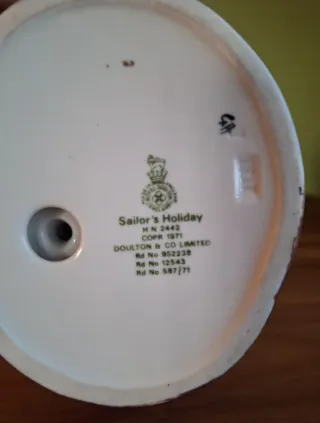 Sailor's Holiday
H N 2442
COPR 1971
DOULTON & CO LIMITED
Rd No 952238
Rd No 12543
Rd No 587/71